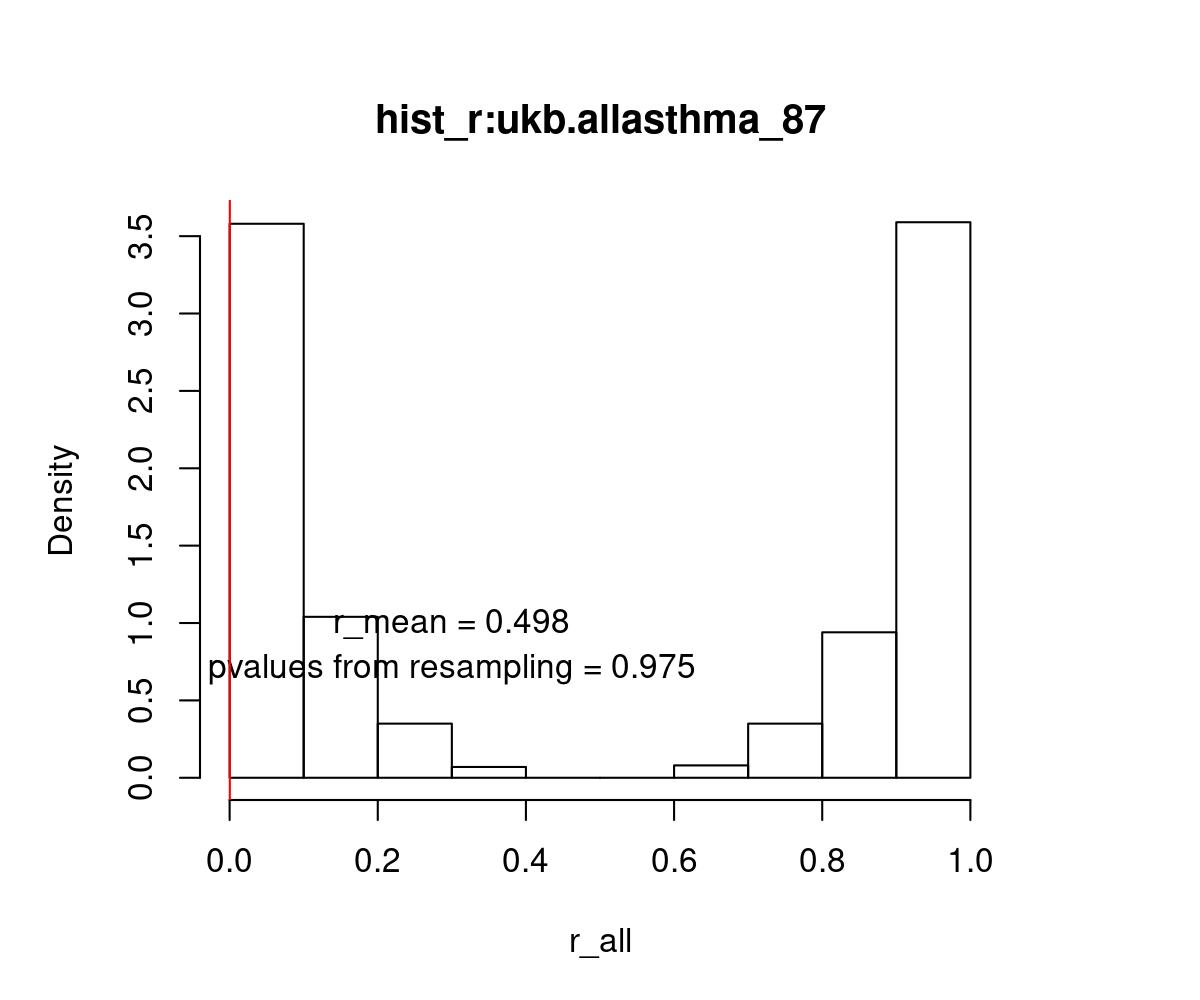 hist_r:ukb.allasthma_87
3.5
3.0
2.5
2.0
1.5
1.0
0.5
0.0
Density
r_mean = 0.498
pvalues from resampling = 0.975
0.0 0.2 0.4 0.6 0.8 1.0
r_all